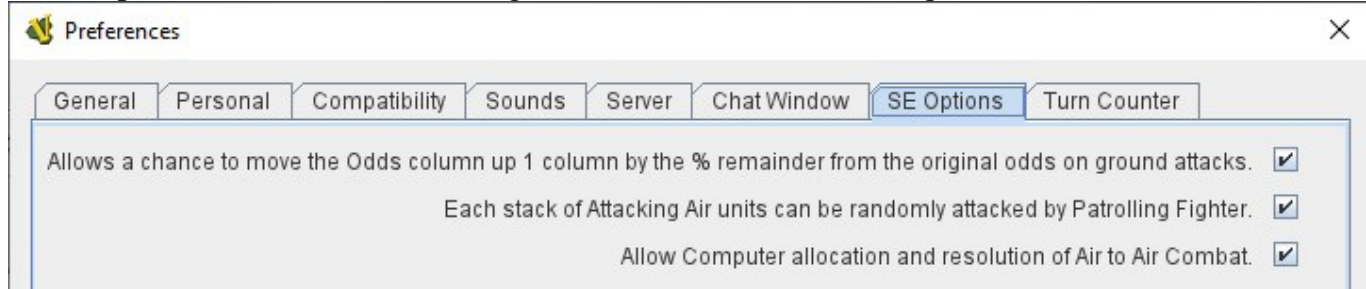 Preferences
General Personal Compatibility Sounds Server Chat Window SE Options Turn Counter
Allows a chance to move the Odds column up 1 column by the % remainder from the original odds on ground attacks.
Each stack of Attacking Air units can be randomly attacked by Patrolling Fighter.
Allow Computer allocation and resolution of Air to Air Combat.